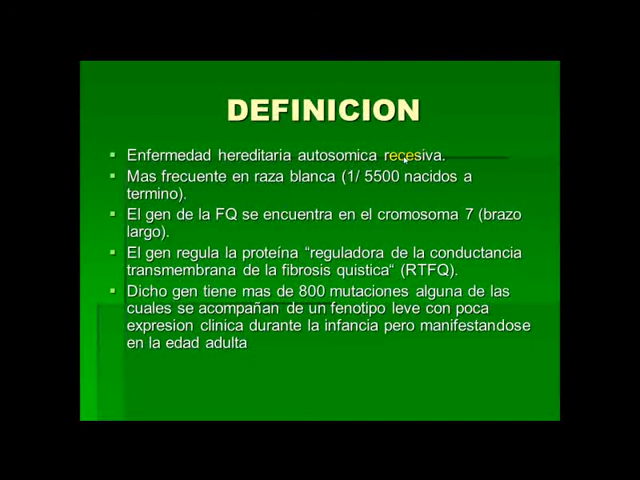 DEFINICION
Enfermedad hereditaria autosomica recesiva.
Mas frecuente en raza blanca (1/ 5500 nacidos a
termino).
El gen de la FQ se encuentra en el cromosoma 7 (brazo
largo).
El gen regula la proteína “reguladora de la conductancia
transmembrana de la fibrosis quística“ (RTFQ).
Dicho gen tiene mas de 800 mutaciones alguna de las
cuales se acompañan de un fenotipo leve con poca
expresion clinica durante la infancia pero manifestandose
en la edad adulta